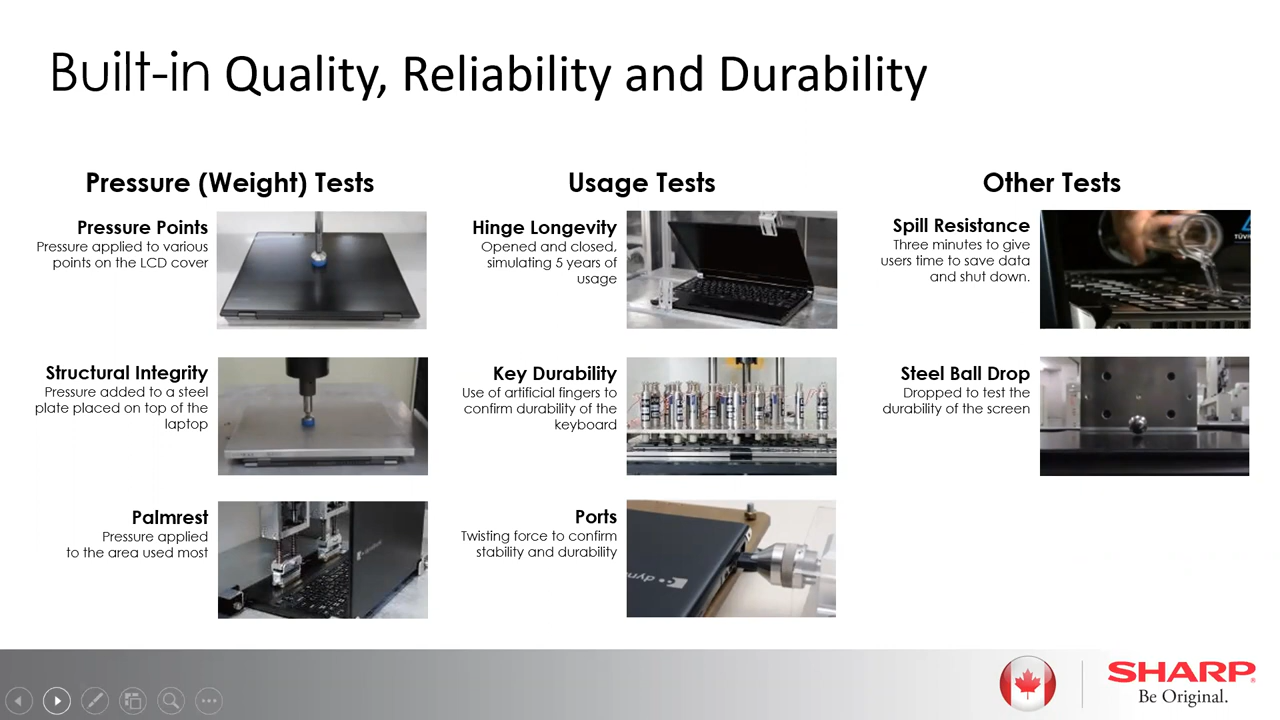 Built-in Quality, Reliability and Durability
Pressure (Weight) Tests
Pressure Points
Pressure applied to various
points on the LCD cover
Structural Integrity
Pressure added to a steel
plate placed on top of the
laptop
Palmrest
Pressure applied
to the area used most
Usage Tests
Hinge Longevity
Opened and closed,
simulating 5 years of
usage
Key Durability
Use of artificial fingers to
confirm durability of the
keyboard
Ports
Twisting force to confirm
stability and durability
dyn
Other Tests
Spill Resistance
Three minutes to give
users time to save data
and shut down.
TÜV
Steel Ball Drop
Dropped to test the
durability of the screen
SHARP
Be Original.